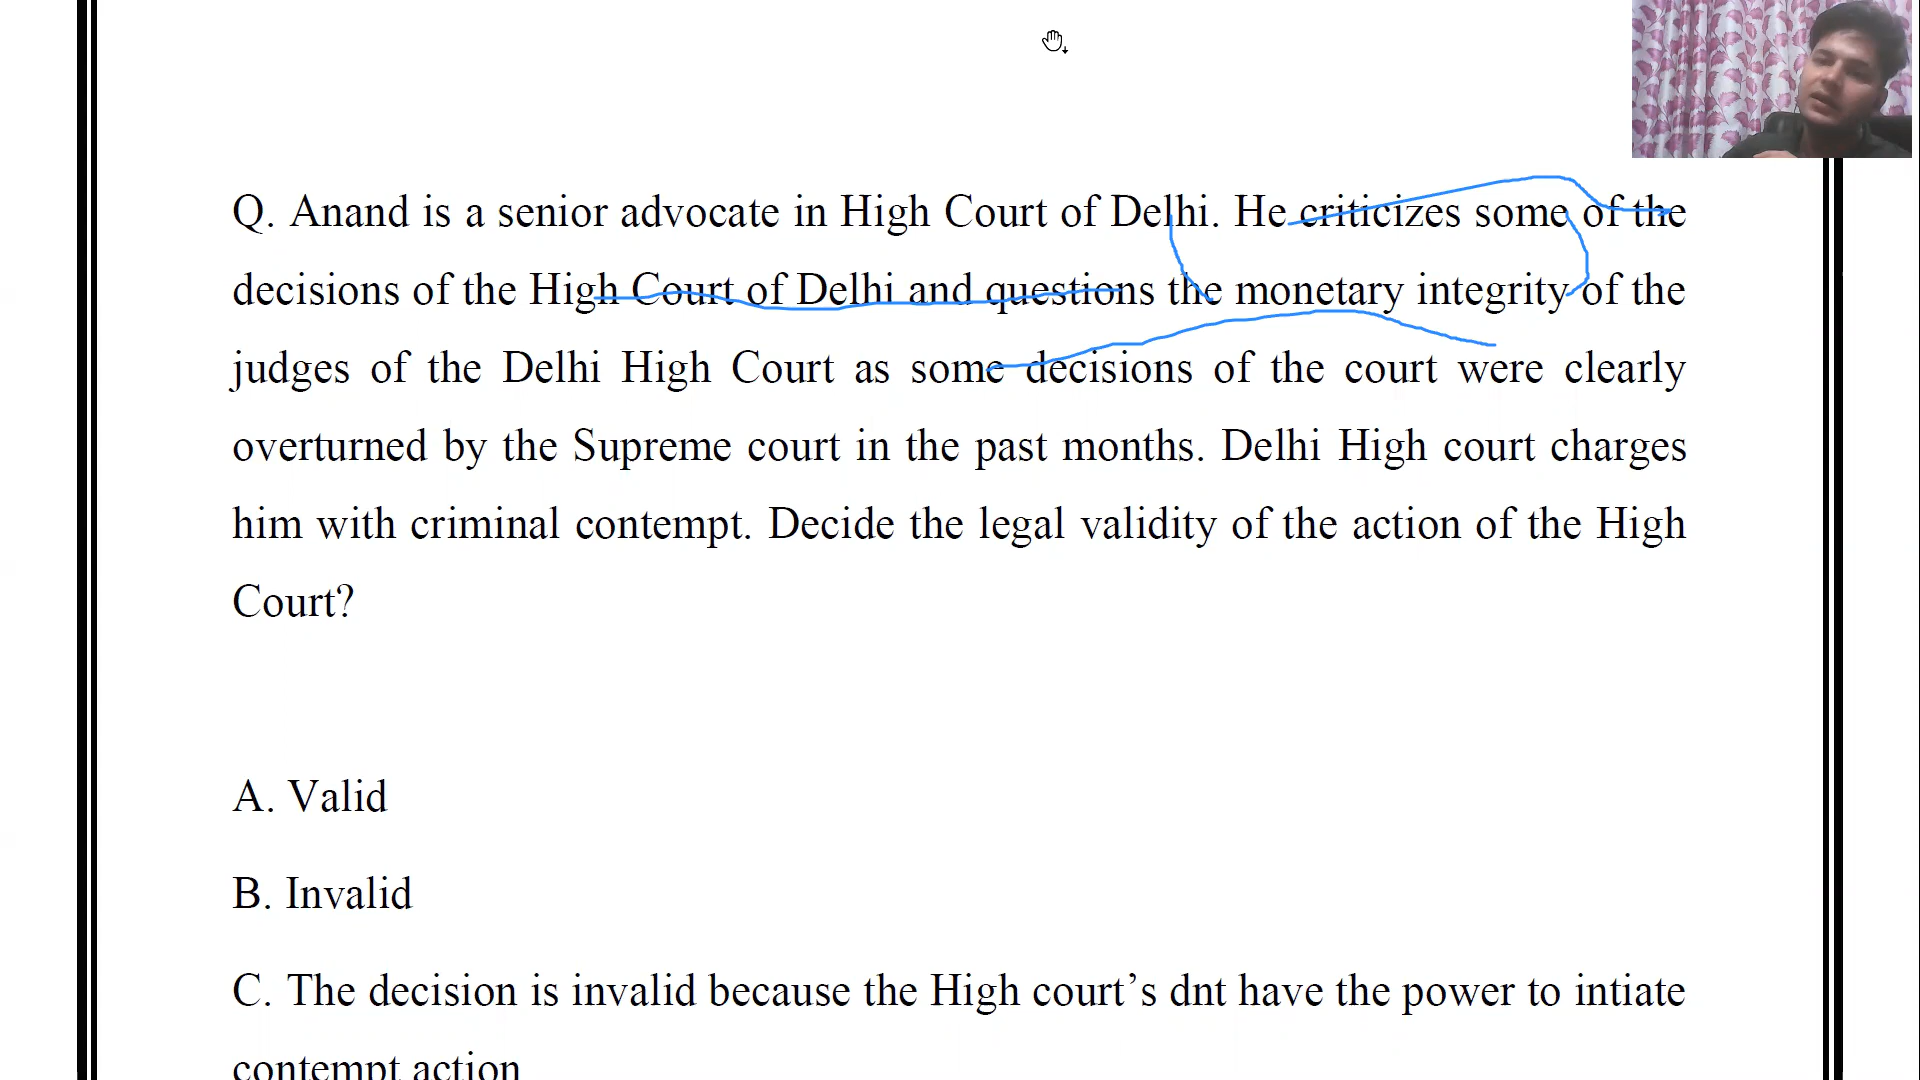 Q. Anand is a senior advocate in High Court of Delhi. He criticizes some of the
decisions of the High Court of Delhi and questions the monetary integrity of the
judges of the Delhi High Court as some decisions of the court were clearly
overturned by the Supreme court in the past months. Delhi High court charges
him with criminal contempt. Decide the legal validity of the action of the High
Court?
A. Valid
B. Invalid
C. The decision is invalid because the High court’s dnt have the power to intiate
contempt action